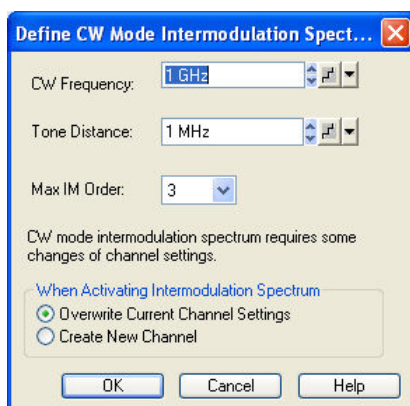 Define CW Mode Intermodulation Spect...
CW Frequency: 1 GHz
Tone Distance: 1 MHz
Max IM Order: 3
CW mode intermodulation spectrum requires some
changes of channel settings.
When Activating Intermodulation Spectrum
Overwrite Current Channel Settings
Create New Channel
OK Cancel Help